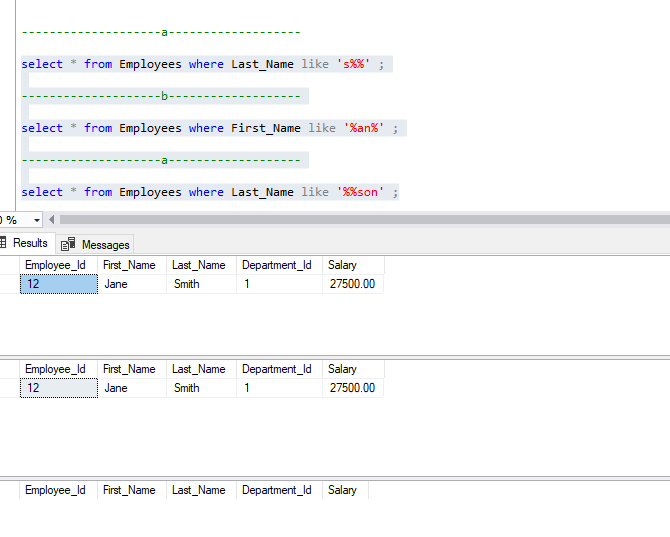 --------------------a-------------------
select * from Employees where Last_Name like 's%%' ;
--------------------b-------------------
select * from Employees where First_Name like '%an%' ;
--------------------a-------------------
select * from Employees where Last_Name like '%%son' ;
0 %
Results Messages
Employee_Id First_Name Last_Name Department_Id Salary
12 Jane Smith 1 27500.00
Employee_Id First_Name Last_Name Department_Id Salary
12 Jane Smith 1 27500.00
Employee_Id First_Name Last_Name Department_Id Salary